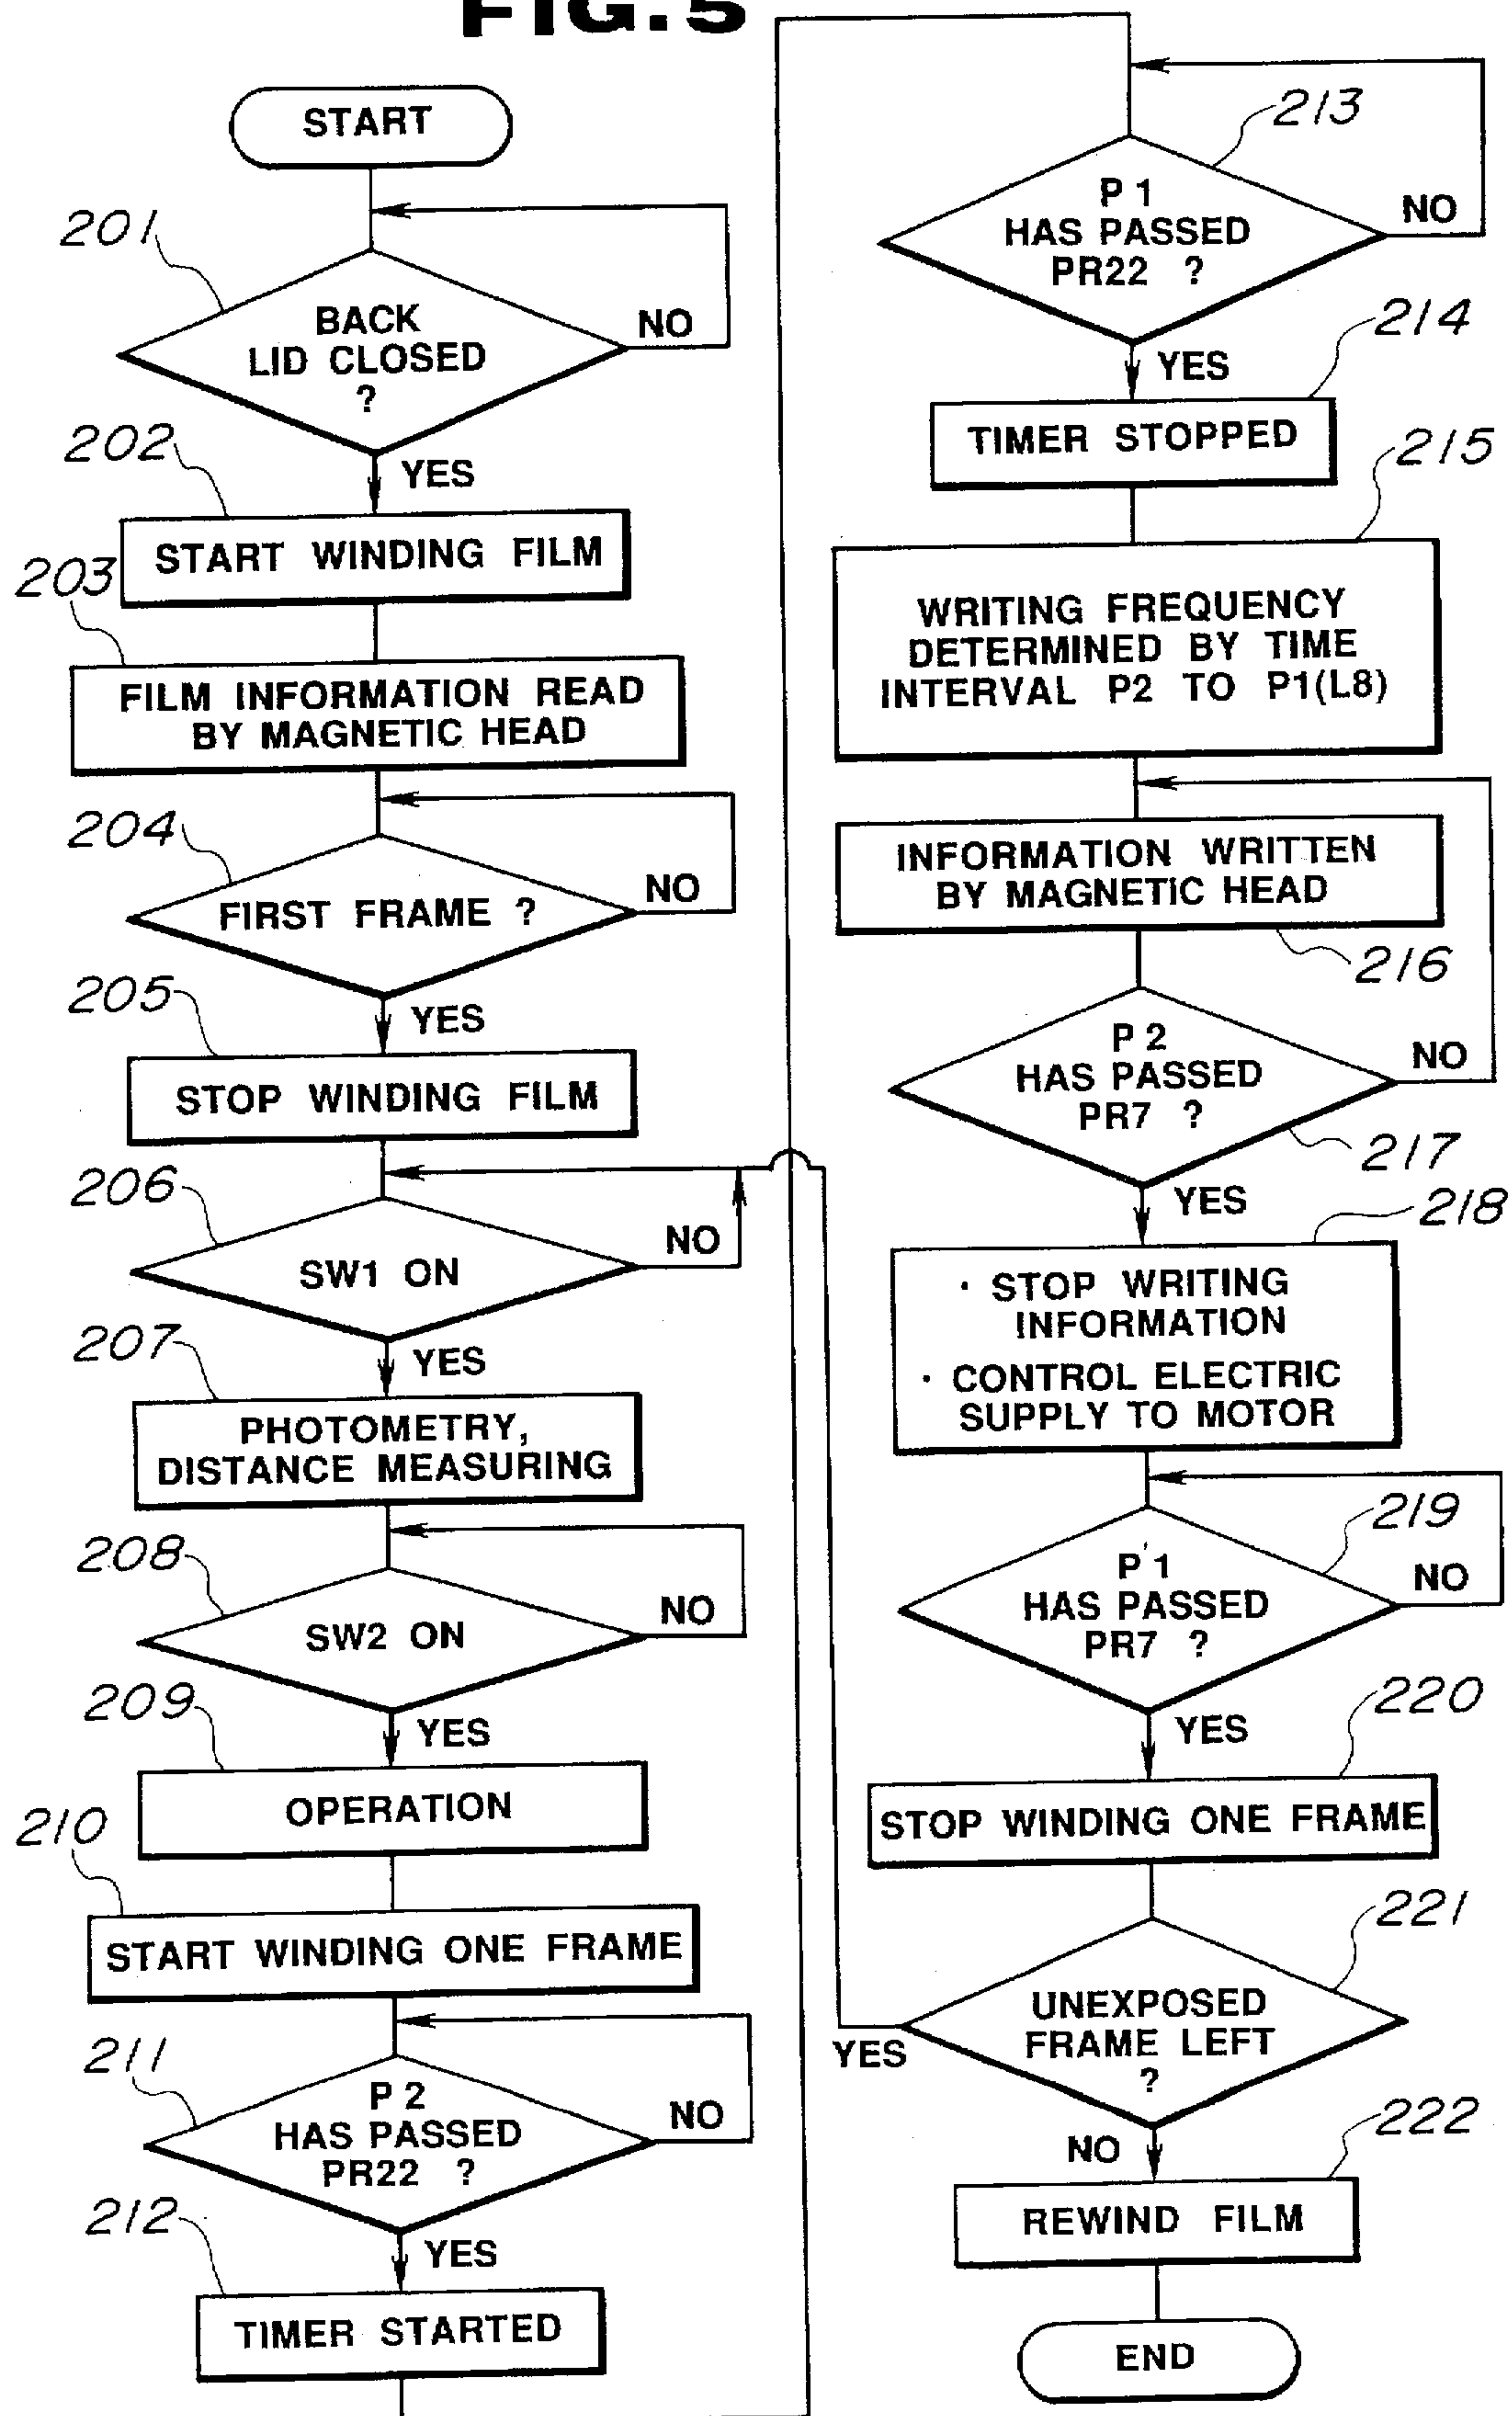 FIG.5
START
201
BACK
LID CLOSED
?
NO
YES
202
START WINDING FILM
203
FILM INFORMATION READ
BY MAGNETIC HEAD
204
FIRST FRAME ?
NO
YES
205
STOP WINDING FILM
206
SW1 ON
NO
YES
207
PHOTOMETRY,
DISTANCE MEASURING
208
SW2 ON
NO
YES
209
OPERATION
210
START WINDING ONE FRAME
211
P2
HAS PASSED
PR22 ?
NO
YES
212
TIMER STARTED
213
P1
HAS PASSED
PR22 ?
NO
YES
214
TIMER STOPPED
215
WRITING FREQUENCY
DETERMINED BY TIME
INTERVAL P2 TO P1(L8)
INFORMATION WRITTEN
BY MAGNETIC HEAD
216
P2
HAS PASSED
PR7 ?
NO
217
YES
218
· STOP WRITING
INFORMATION
· CONTROL ELECTRIC
SUPPLY TO MOTOR
219
P'1
HAS PASSED
PR7 ?
NO
YES
220
STOP WINDING ONE FRAME
221
UNEXPOSED
FRAME LEFT
?
YES
NO
222
REWIND FILM
END